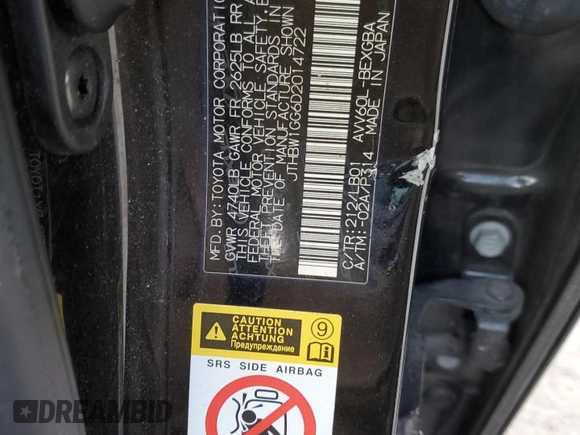 MFD. BY: TOYOTA MOTOR CORPORATION
GVWR 4740LB GAWR FR 2625LB RR
THIS VEHICLE CONFORMS TO ALL
FEDERAL MOTOR VEHICLE SAFETY,
THEFT PREVENTION STANDARDS IN
THE DATE OF MANUFACTURE SHOWN
JTHBW1GG6D2014722
C/TR: 212/LB01 AVV60L-BEXGBA
A/TM: -02A/P314 MADE IN JAPAN
CAUTION
ATTENTION
ACHTUNG
Предупреждение
9
SRS SIDE AIRBAG
DREAMBID